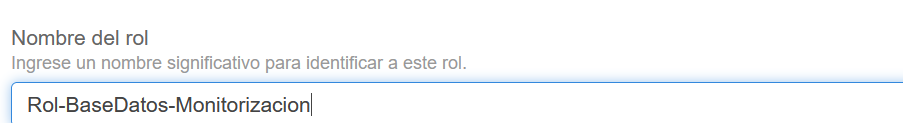 Nombre del rol
Ingrese un nombre significativo para identificar a este rol.
Rol-BaseDatos-Monitorizacion